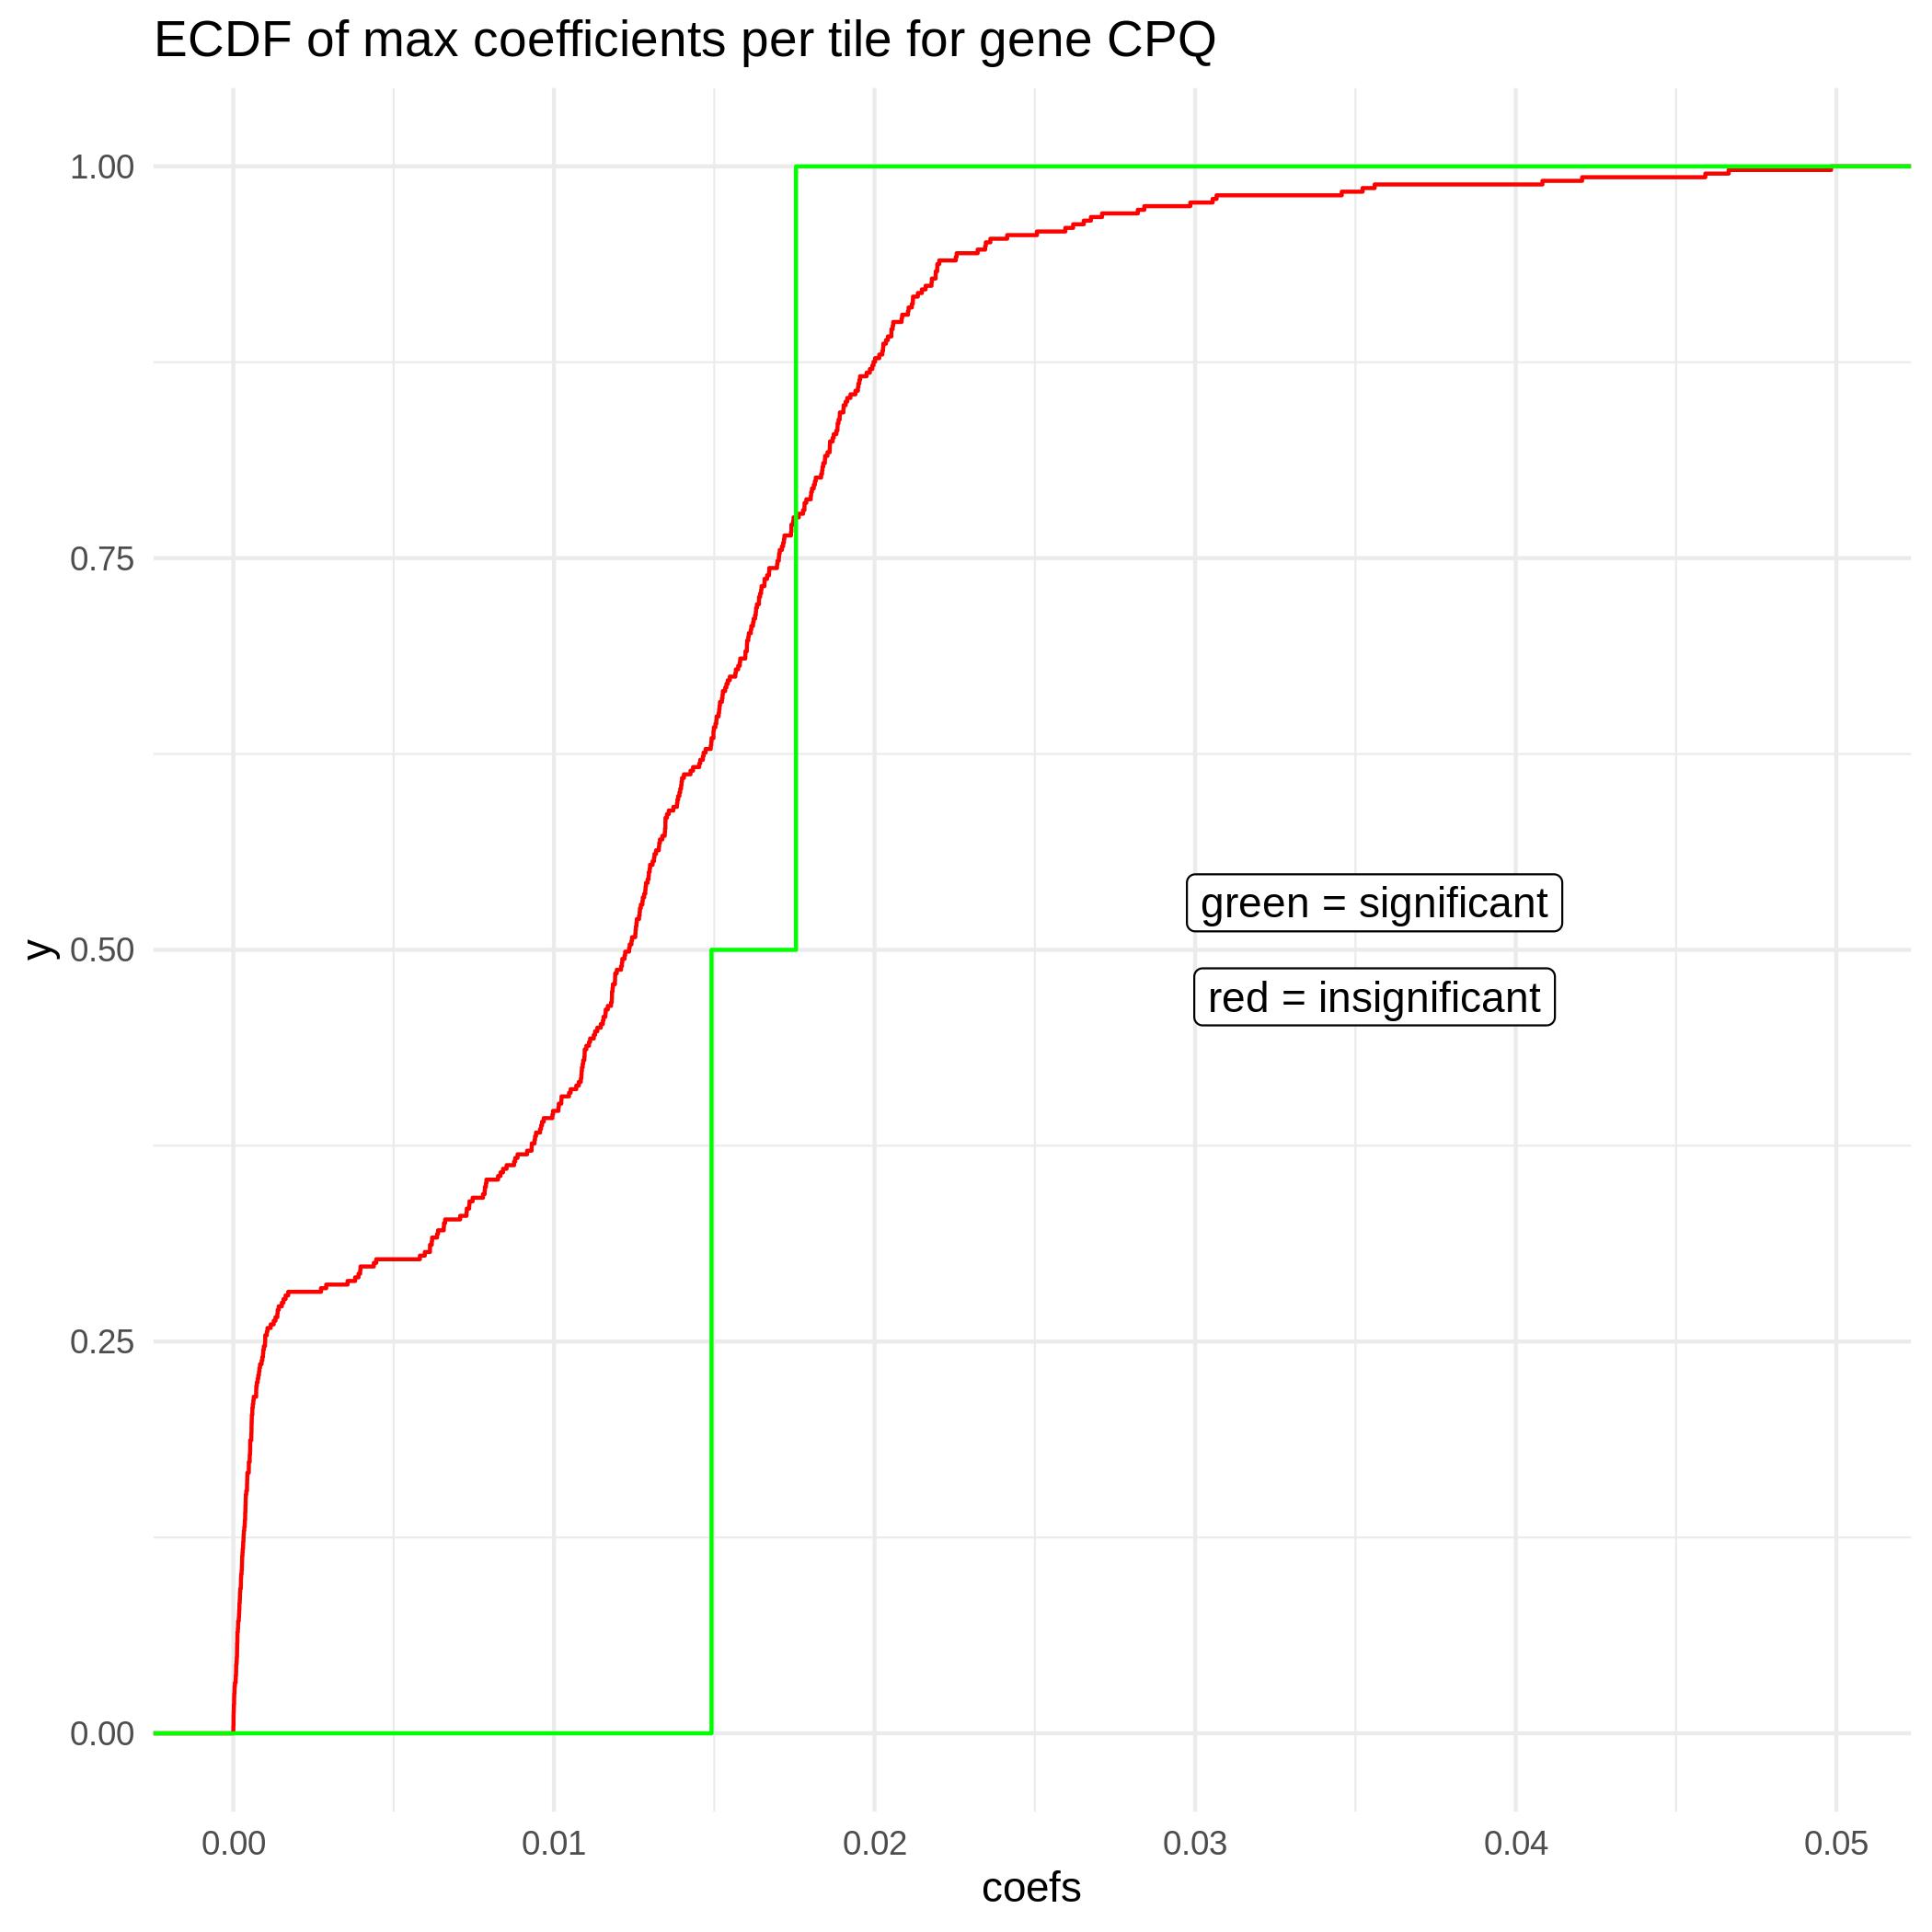 ECDF of max coefficients per tile for gene CPQ
1.00
0.75
0.50
0.25
0.00
y
green = significant
red = insignificant
0.00 0.01 0.02 0.03 0.04 0.05
coefs